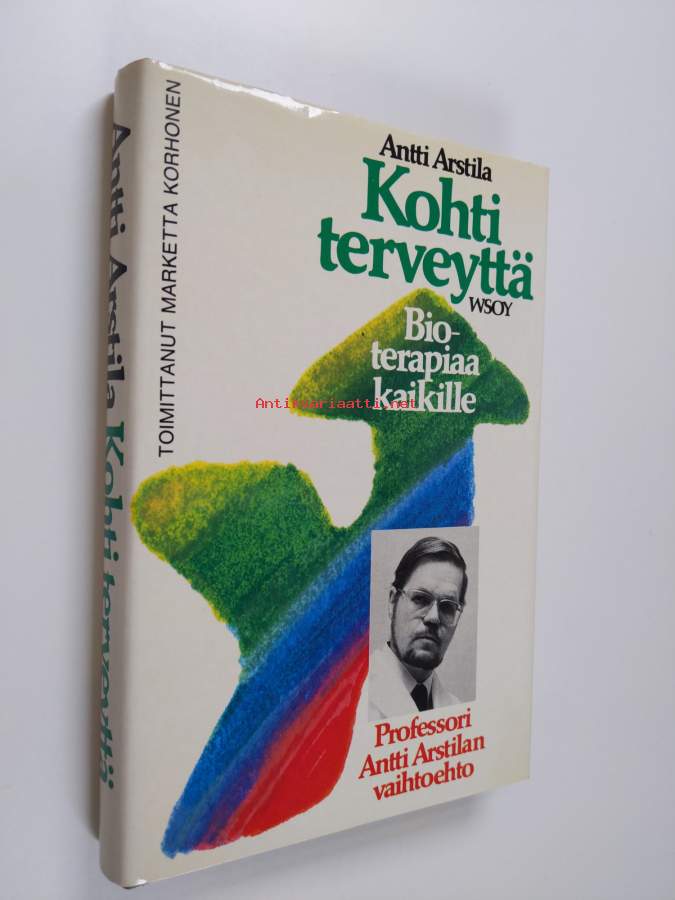 Antti Arstila Kohti terveyttä
TOIMITTANUT MARKETTA KORHONEN
Antti Arstila
Kohti
terveyttä
WSOY
Bio-
terapiaa
kaikille
Antikvariaatti.net
Professori
Antti Arstilan
vaihtoehto